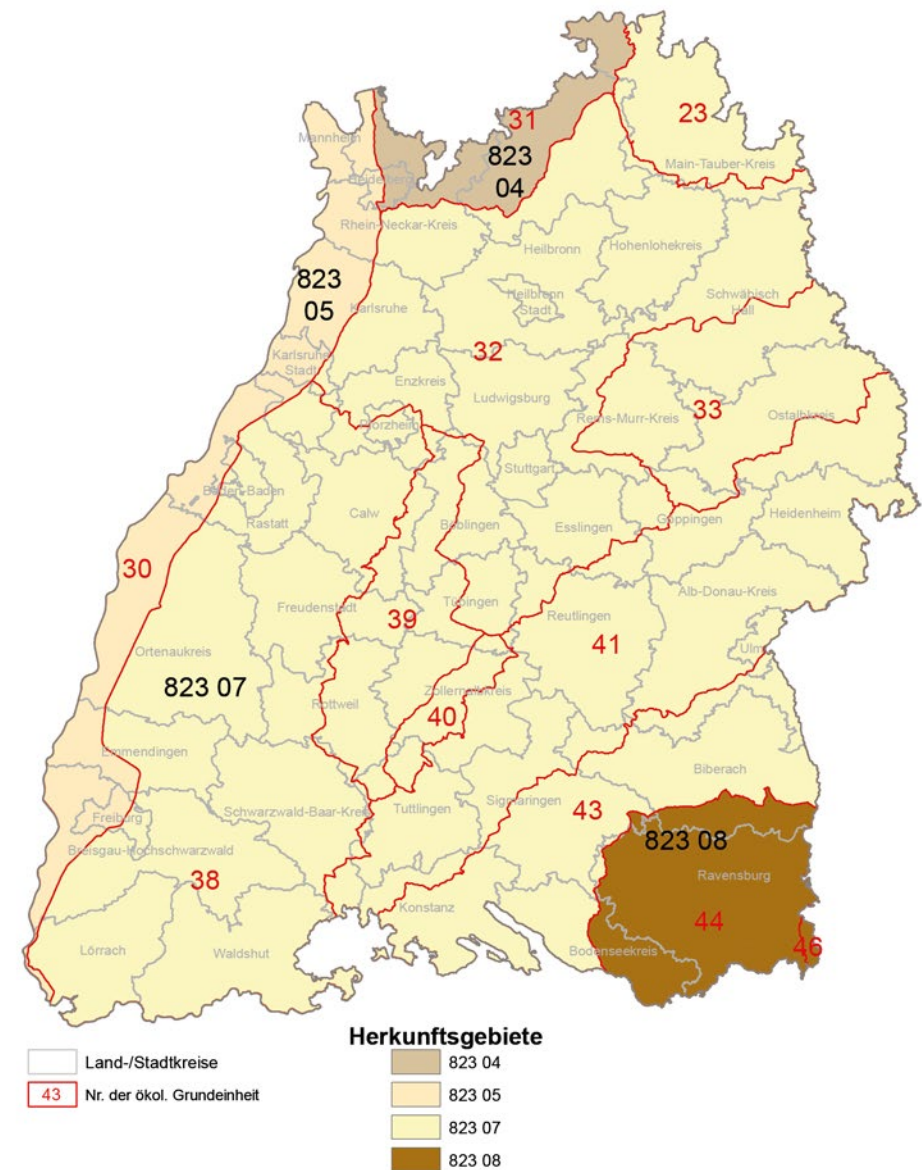 31
23
Mannheim
823
04
Main-Tauber-Kreis
Heidelberg
Rhein-Neckar-Kreis
Heilbronn
Hohenlohekreis
823
05
Karlsruhe
Heilbronn
Stadt
Schwäbisch
Hall
32
Karlsruhe
Stadt
Enzkreis
Ludwigsburg
33
Rems-Murr-Kreis
Ostalbkreis
Pforzheim
Stuttgart
Baden-Baden
Rastatt
Calw
Böblingen
Esslingen
Göppingen
Heidenheim
30
Freudenstadt
Tübingen
39
Reutlingen
Alb-Donau-Kreis
41
Ulm
Ortenaukreis
823 07
Rottweil
Zollernalbkreis
40
Emmendingen
Biberach
Freiburg
Schwarzwald-Baar-Kreis
Tuttlingen
Sigmaringen
43
823 08
Breisgau-Hochschwarzwald
38
Ravensburg
Konstanz
44
46
Lörrach
Waldshut
Bodenseekreis
Herkunftsgebiete
Land-/Stadtkreise
43 Nr. der ökol. Grundeinheit
823 04
823 05
823 07
823 08